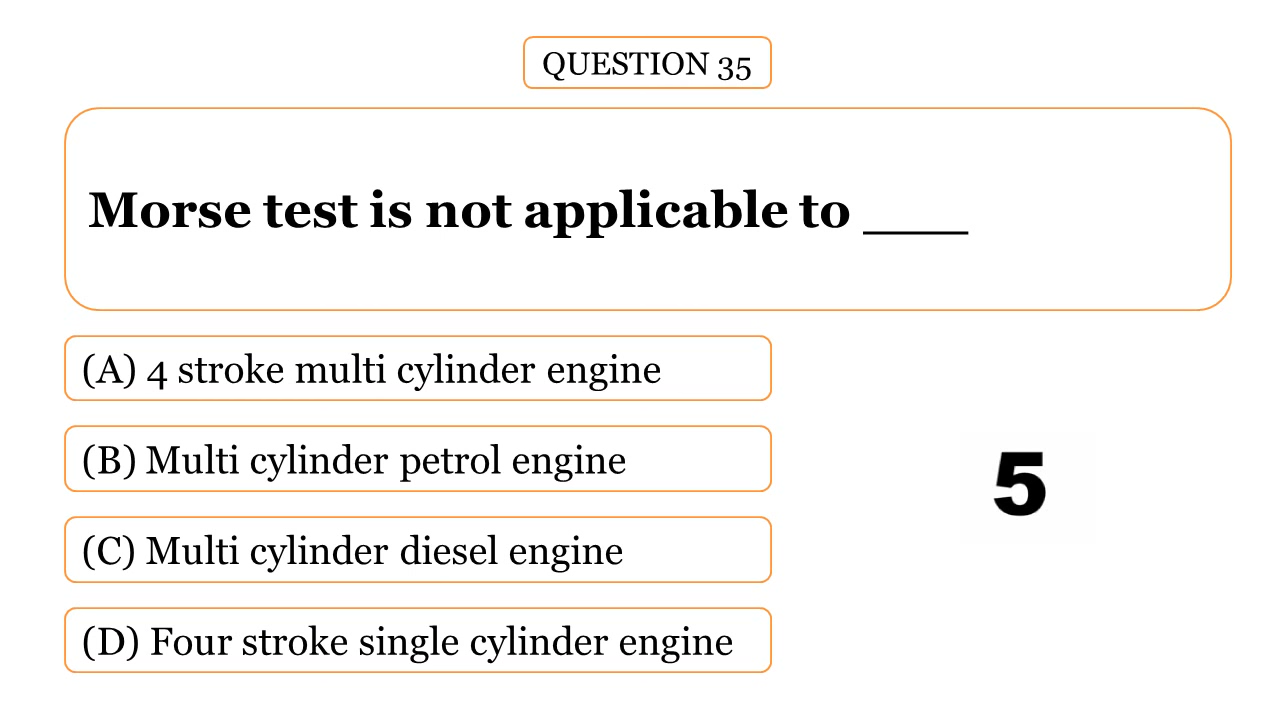 QUESTION 35
Morse test is not applicable to ____
(A) 4 stroke multi cylinder engine
(B) Multi cylinder petrol engine
(C) Multi cylinder diesel engine
5
(D) Four stroke single cylinder engine